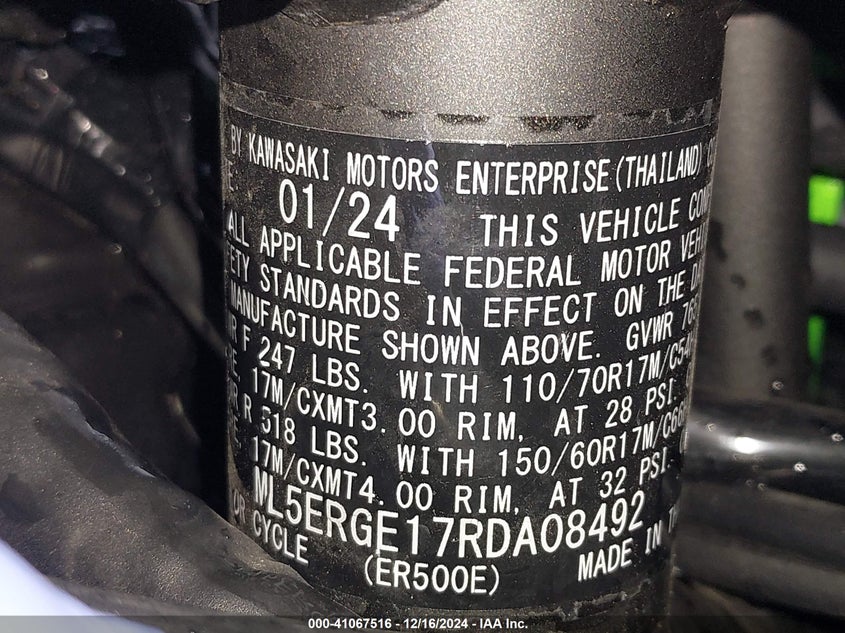 BY KAWASAKI MOTORS ENTERPRISE (THAILAND)
01/24 THIS VEHICLE
ALL APPLICABLE FEDERAL MOTOR
STANDARDS IN EFFECT ON THE
MANUFACTURE SHOWN ABOVE. GVWR
F 247 LBS. WITH 110/70R17M/C
17M/CXMT3.00 RIM, AT 28 PSI.
R 518 LBS. WITH 150/60R17M/C
17M/CXMT4.00 RIM, AT 32 PSI.
ML5ERGE17RDA08492
CYCLE (ER500E) MADE IN
000-41067516 - 12/16/2024 - IAA Inc.